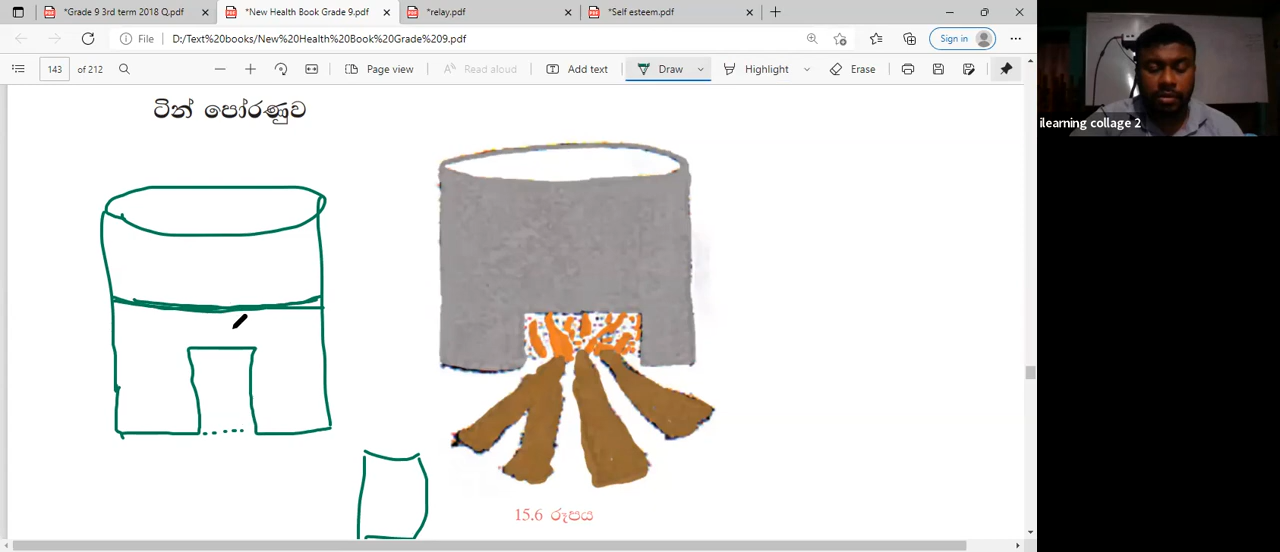 *Grade 9 3rd term 2018 Q.pdf
*New Health Book Grade 9.pdf
*relay.pdf
*Self esteem.pdf
File
D:/Text%20books/New%20Health%20Book%20Grade%209.pdf
Sign in
143
of 212
Page view
Read aloud
Add text
Draw
Highlight
Erase
ටින් පෝරණුව
15.6 රූපය
ilearning collage 2